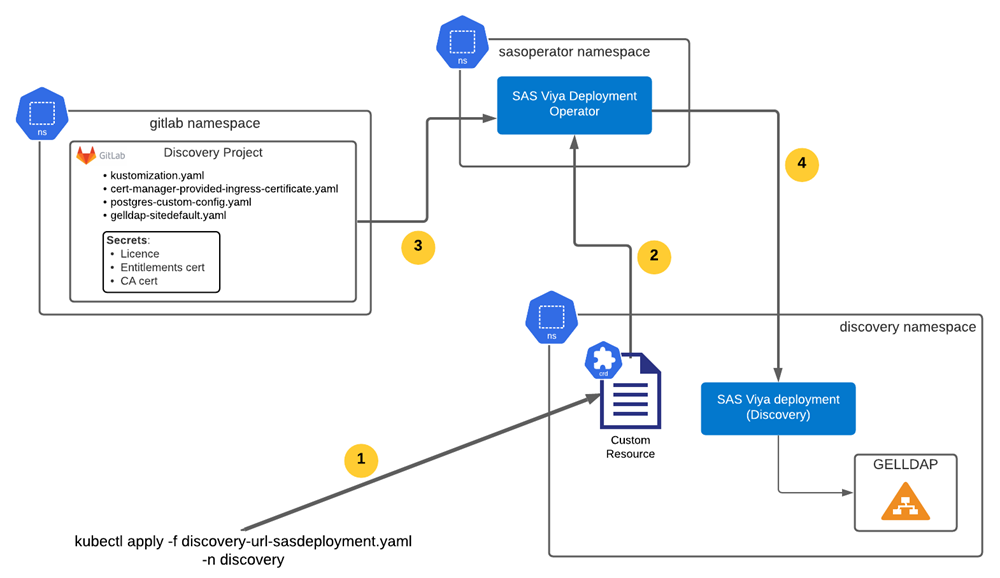 sasoperator namespace
ns
SAS Viya Deployment
Operator
gitlab namespace
ns
GitLab
Discovery Project
• kustomization.yaml
• cert-manager-provided-ingress-certificate.yaml
• postgres-custom-config.yaml
• gelldap-sitedefault.yaml
Secrets:
• Licence
• Entitlements cert
• CA cert
3
4
2
discovery namespace
ns
crd
Custom
Resource
SAS Viya deployment
(Discovery)
GELLDAP
1
kubectl apply -f discovery-url-sasdeployment.yaml
-n discovery